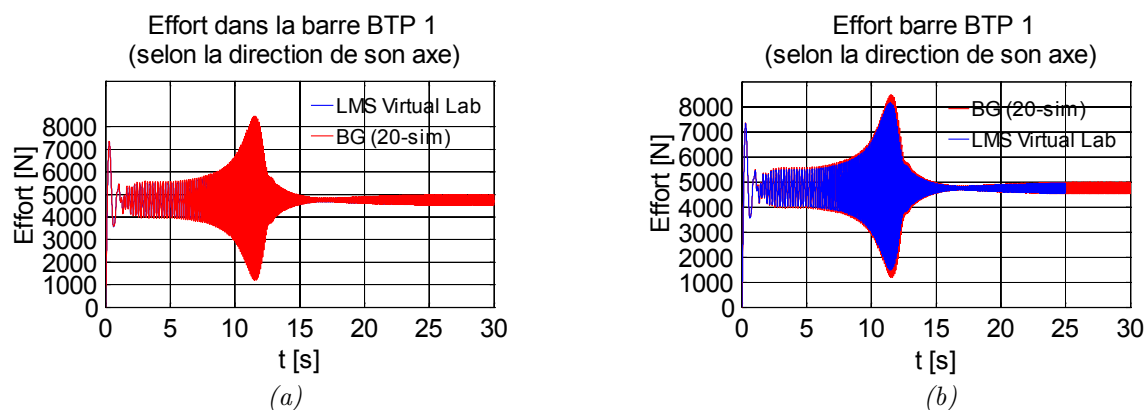 Effort dans la barre BTP 1
(selon la direction de son axe)
LMS Virtual Lab
BG (20-sim)
Effort [N]
8000
7000
6000
5000
4000
3000
2000
1000
0
0 5 10 15 20 25 30
t [s]
(a)
Effort barre BTP 1
(selon la direction de son axe)
BG (20-sim)
LMS Virtual Lab
Effort [N]
8000
7000
6000
5000
4000
3000
2000
1000
0
0 5 10 15 20 25 30
t [s]
(b)